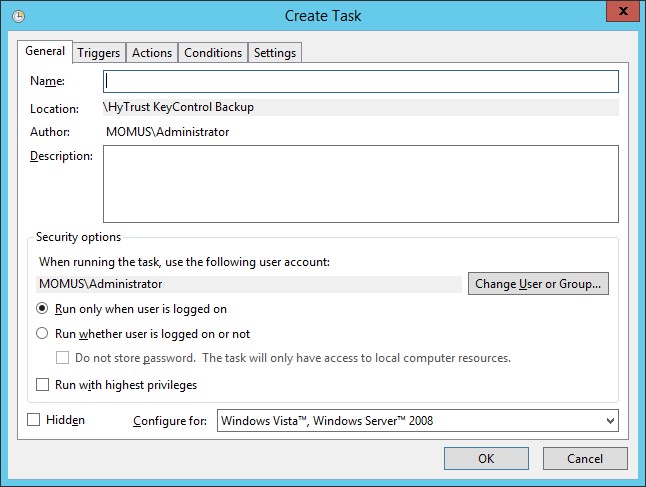 Create Task
General Triggers Actions Conditions Settings
Name:
Location: \HyTrust KeyControl Backup
Author: MOMUS\Administrator
Description:
Security options
When running the task, use the following user account:
MOMUS\Administrator Change User or Group...
Run only when user is logged on
Run whether user is logged on or not
Do not store password. The task will only have access to local computer resources.
Run with highest privileges
Hidden Configure for: Windows Vista™, Windows Server™ 2008
OK Cancel